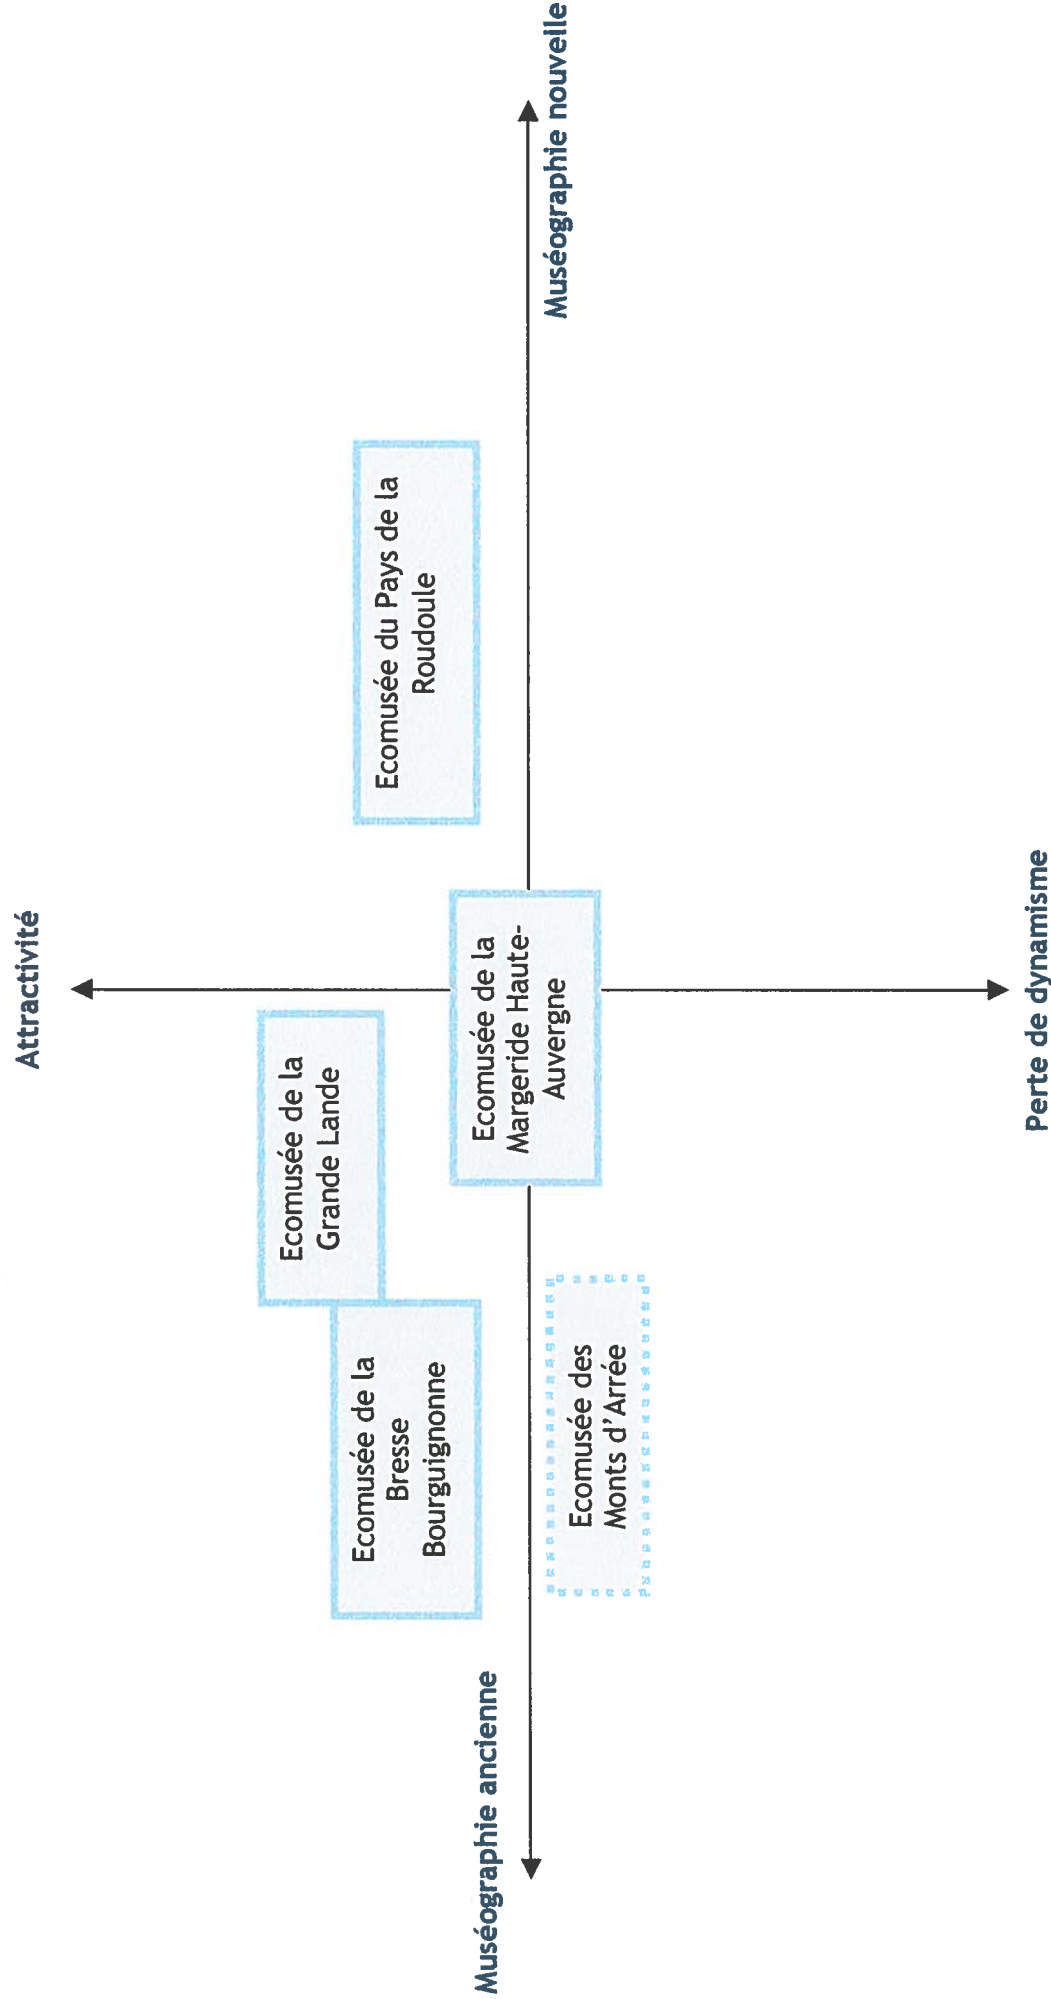 Attractivité
Ecomusée de la
Grande Lande
Ecomusée de la
Bresse
Bourguignonne
Ecomusée du Pays de la
Roudoule
Muséographie ancienne
Ecomusée de la
Margeride Haute-
Auvergne
Muséographie nouvelle
Ecomusée des
Monts d'Arrée
Perte de dynamisme